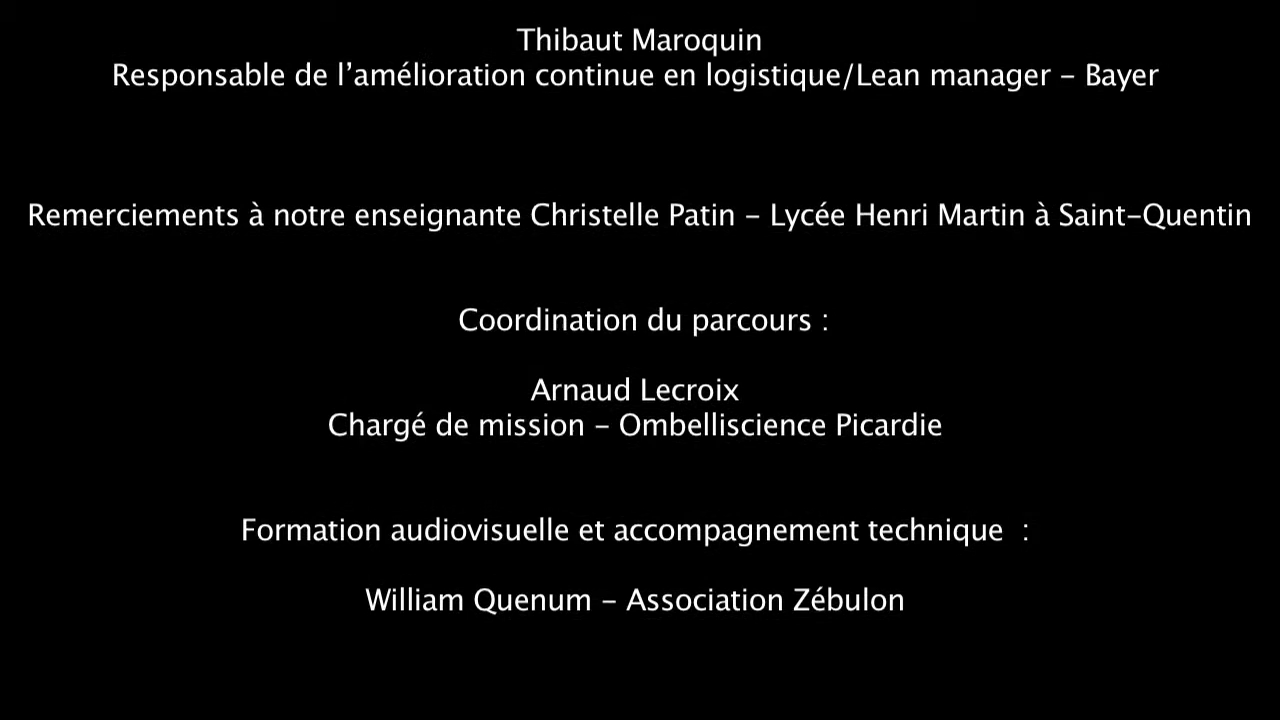 Thibaut Maroquin
Responsable de l’amélioration continue en logistique/Lean manager – Bayer
Remerciements à notre enseignante Christelle Patin – Lycée Henri Martin à Saint-Quentin
Coordination du parcours :
Arnaud Lecroix
Chargé de mission – Ombelliscience Picardie
Formation audiovisuelle et accompagnement technique  :
William Quenum – Association Zébulon